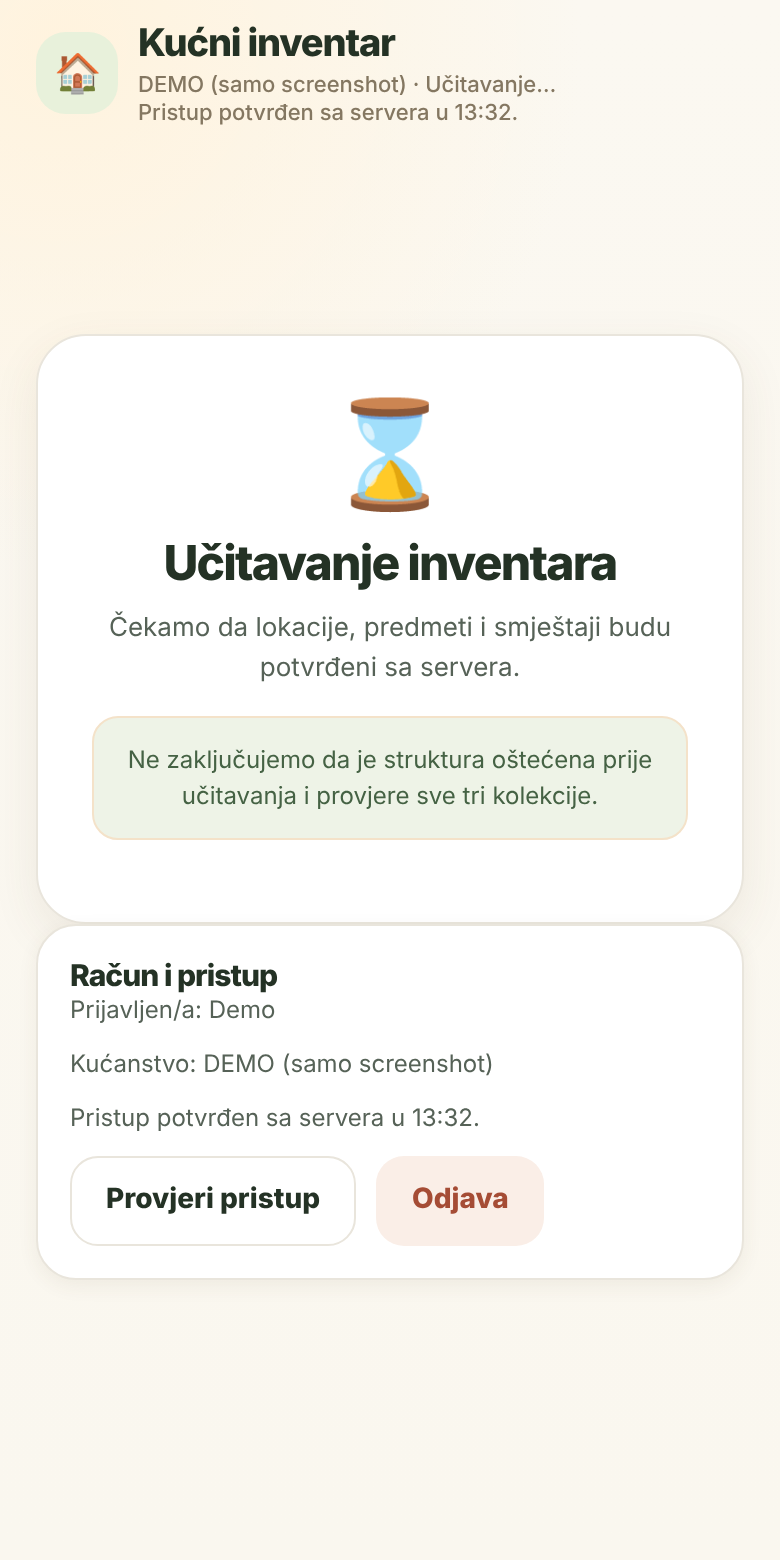 Kućni inventar
DEMO (samo screenshot) · Učitavanje…
Pristup potvrđen sa servera u 13:32.
Učitavanje inventara
Čekamo da lokacije, predmeti i smještaji budu
potvrđeni sa servera.
Ne zaključujemo da je struktura oštećena prije
učitavanja i provjere sve tri kolekcije.
Račun i pristup
Prijavljen/a: Demo
Kućanstvo: DEMO (samo screenshot)
Pristup potvrđen sa servera u 13:32.
Provjeri pristup
Odjava